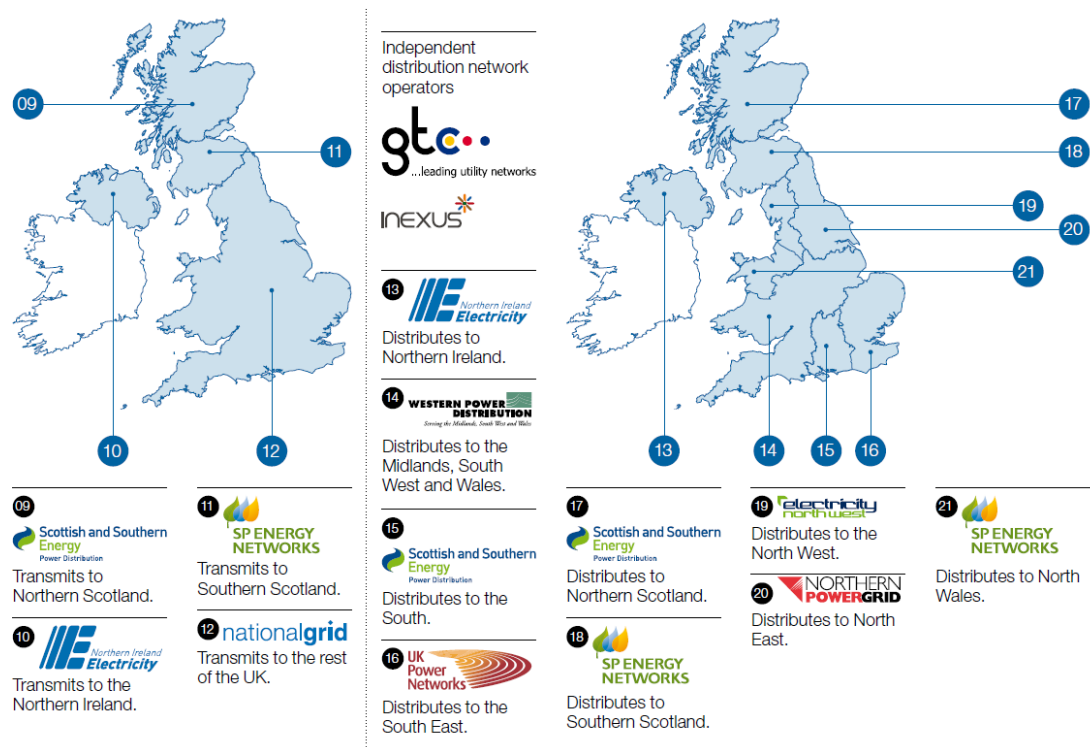 09
11
10
12
09
Scottish and Southern
Energy
Power Distribution
Transmits to
Northern Scotland.
10
Northern Ireland
Electricity
Transmits to the
Northern Ireland.
11
SP ENERGY
NETWORKS
Transmits to
Southern Scotland.
12
nationalgrid
Transmits to the rest
of the UK.
Independent
distribution network
operators
gtc
...leading utility networks
INEXUS
13
Northern Ireland
Electricity
Distributes to
Northern Ireland.
14
WESTERN POWER
DISTRIBUTION
Serving the Midlands, South West and Wales
Distributes to the
Midlands, South
West and Wales.
15
Scottish and Southern
Energy
Power Distribution
Distributes to the
South.
16
UK
Power
Networks
Distributes to the
South East.
17
18
19
20
21
13
14
15
16
17
Scottish and Southern
Energy
Power Distribution
Distributes to
Northern Scotland.
18
SP ENERGY
NETWORKS
Distributes to
Southern Scotland.
19
electricity
northwest
Distributes to the
North West.
20
NORTHERN
POWERGRID
Distributes to North
East.
21
SP ENERGY
NETWORKS
Distributes to North
Wales.